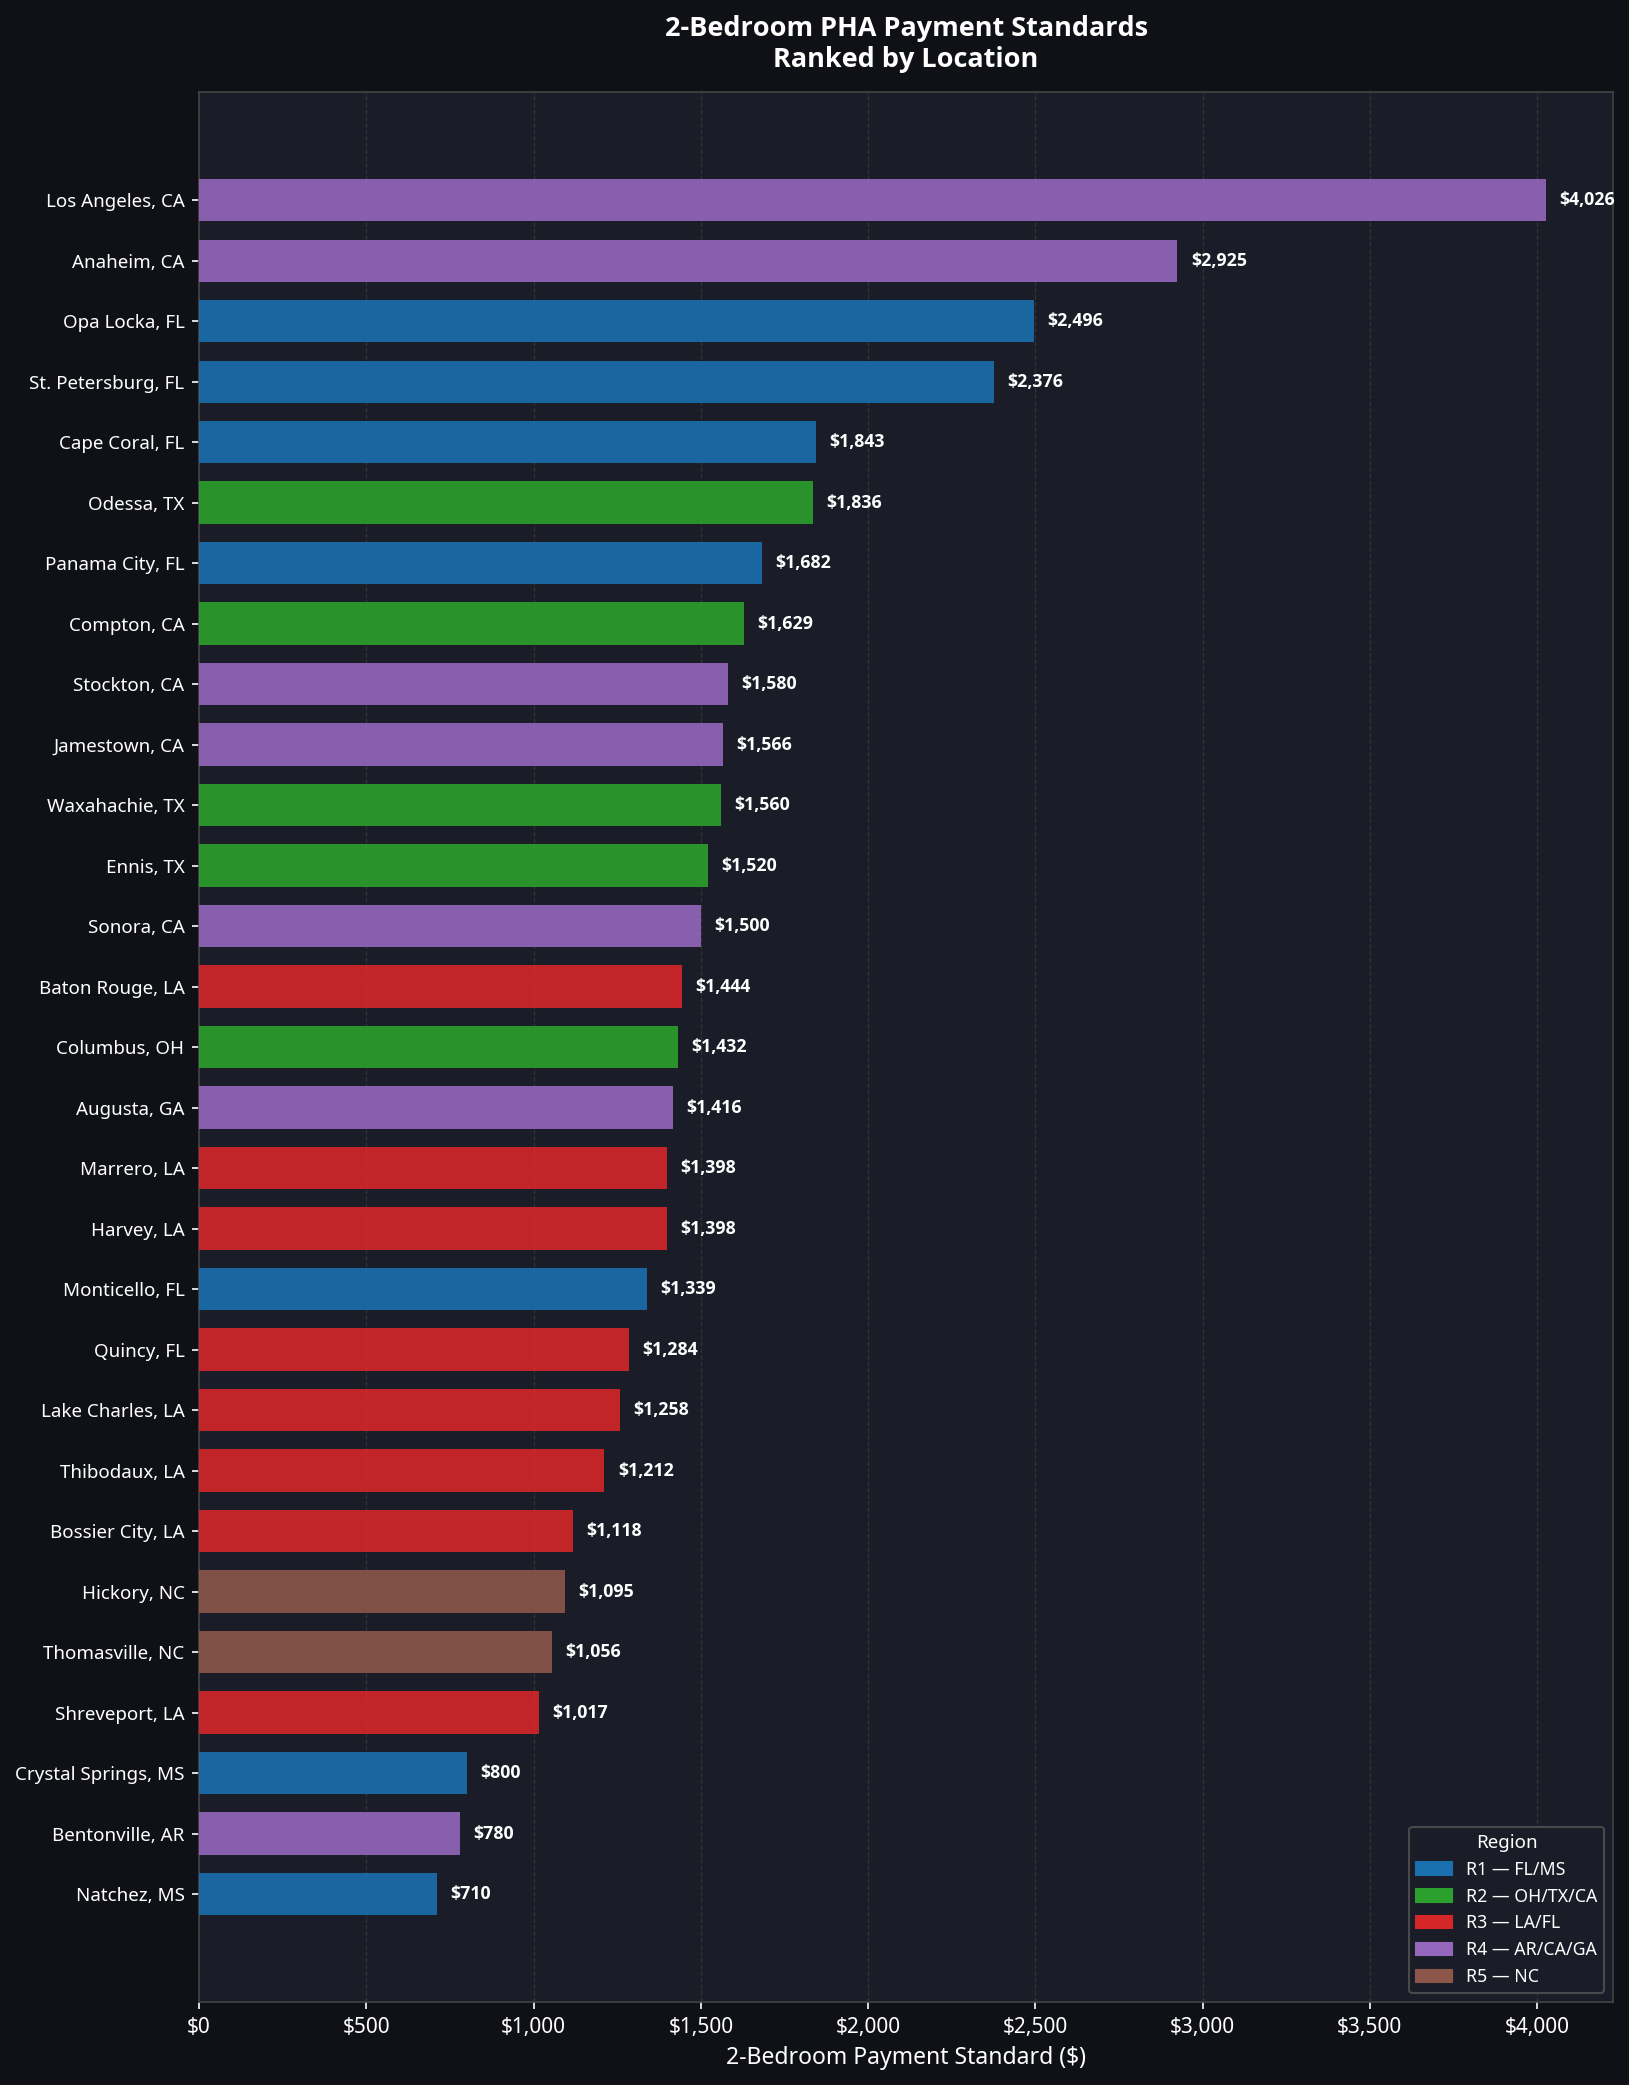 2-Bedroom PHA Payment Standards
Ranked by Location
Los Angeles, CA $4,026
Anaheim, CA $2,925
Opa Locka, FL $2,496
St. Petersburg, FL $2,376
Cape Coral, FL $1,843
Odessa, TX $1,836
Panama City, FL $1,682
Compton, CA $1,629
Stockton, CA $1,580
Jamestown, CA $1,566
Waxahachie, TX $1,560
Ennis, TX $1,520
Sonora, CA $1,500
Baton Rouge, LA $1,444
Columbus, OH $1,432
Augusta, GA $1,416
Marrero, LA $1,398
Harvey, LA $1,398
Monticello, FL $1,339
Quincy, FL $1,284
Lake Charles, LA $1,258
Thibodaux, LA $1,212
Bossier City, LA $1,118
Hickory, NC $1,095
Thomasville, NC $1,056
Shreveport, LA $1,017
Crystal Springs, MS $800
Bentonville, AR $780
Natchez, MS $710
Region
R1 — FL/MS
R2 — OH/TX/CA
R3 — LA/FL
R4 — AR/CA/GA
R5 — NC
$0 $500 $1,000 $1,500 $2,000 $2,500 $3,000 $3,500 $4,000
2-Bedroom Payment Standard ($)